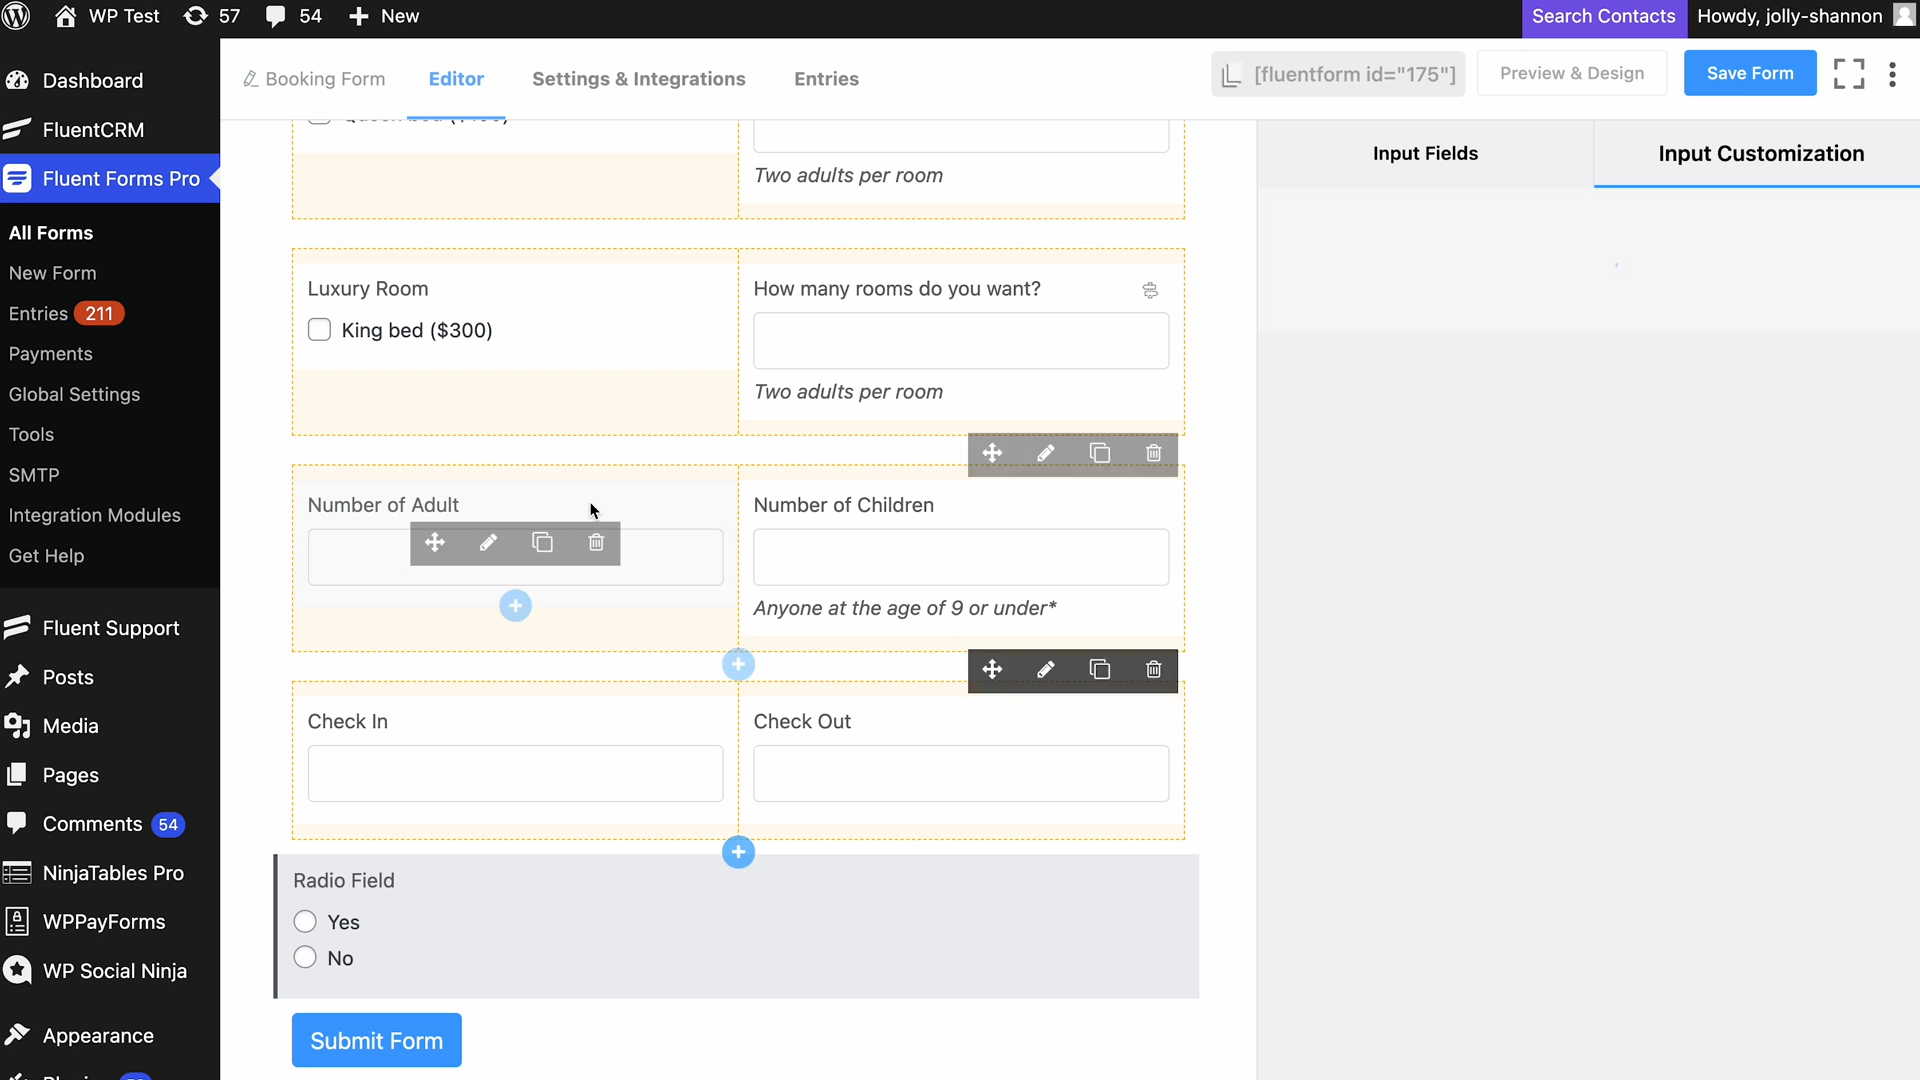 WP Test 57 54 New Search Contacts Howdy, jolly-shannon
Dashboard
FluentCRM
Fluent Forms Pro
All Forms
New Form
Entries 211
Payments
Global Settings
Tools
SMTP
Integration Modules
Get Help
Fluent Support
Posts
Media
Pages
Comments 54
NinjaTables Pro
WPPayForms
WP Social Ninja
Appearance
Booking Form Editor Settings & Integrations Entries [fluentform id="175"] Preview & Design Save Form
Two adults per room
Luxury Room
King bed ($300)
How many rooms do you want?
Two adults per room
Number of Adult
Number of Children
Anyone at the age of 9 or under*
Check In
Check Out
Radio Field
Yes
No
Submit Form
Input Fields Input Customization